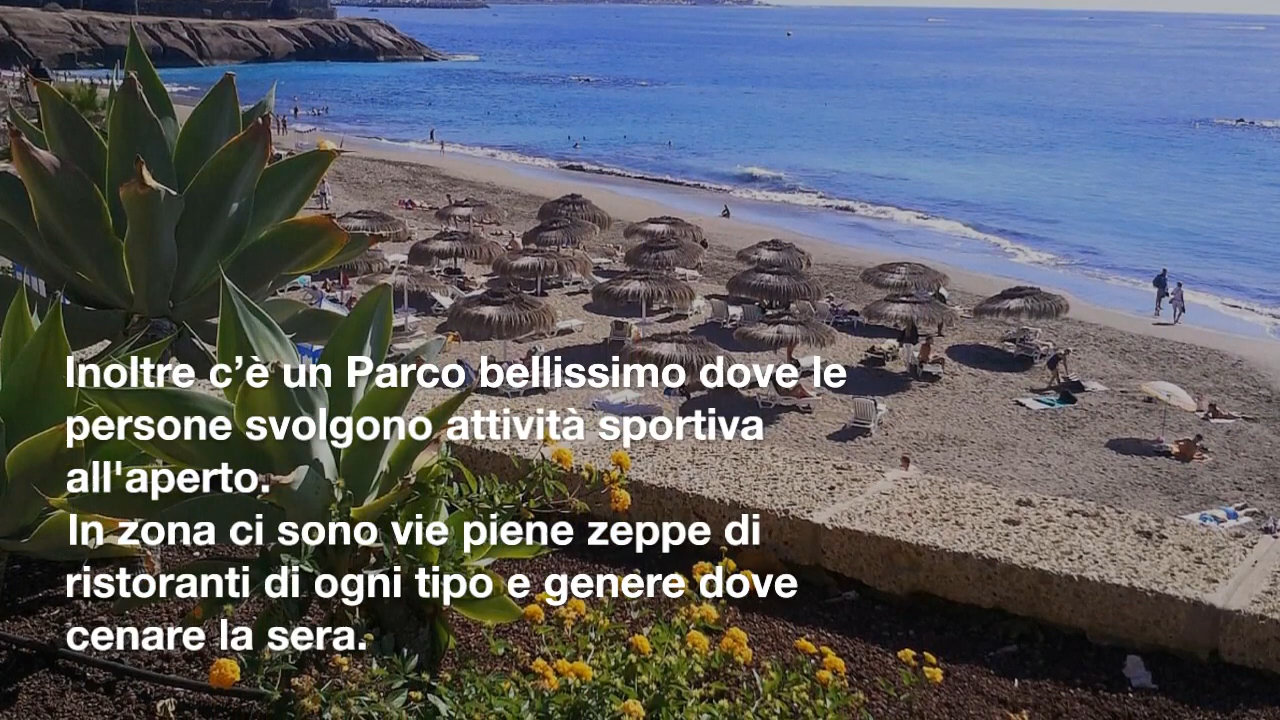 Inoltre c’è un Parco bellissimo dove le
persone svolgono attività sportiva
all'aperto.
In zona ci sono vie piene zeppe di
ristoranti di ogni tipo e genere dove
cenare la sera.